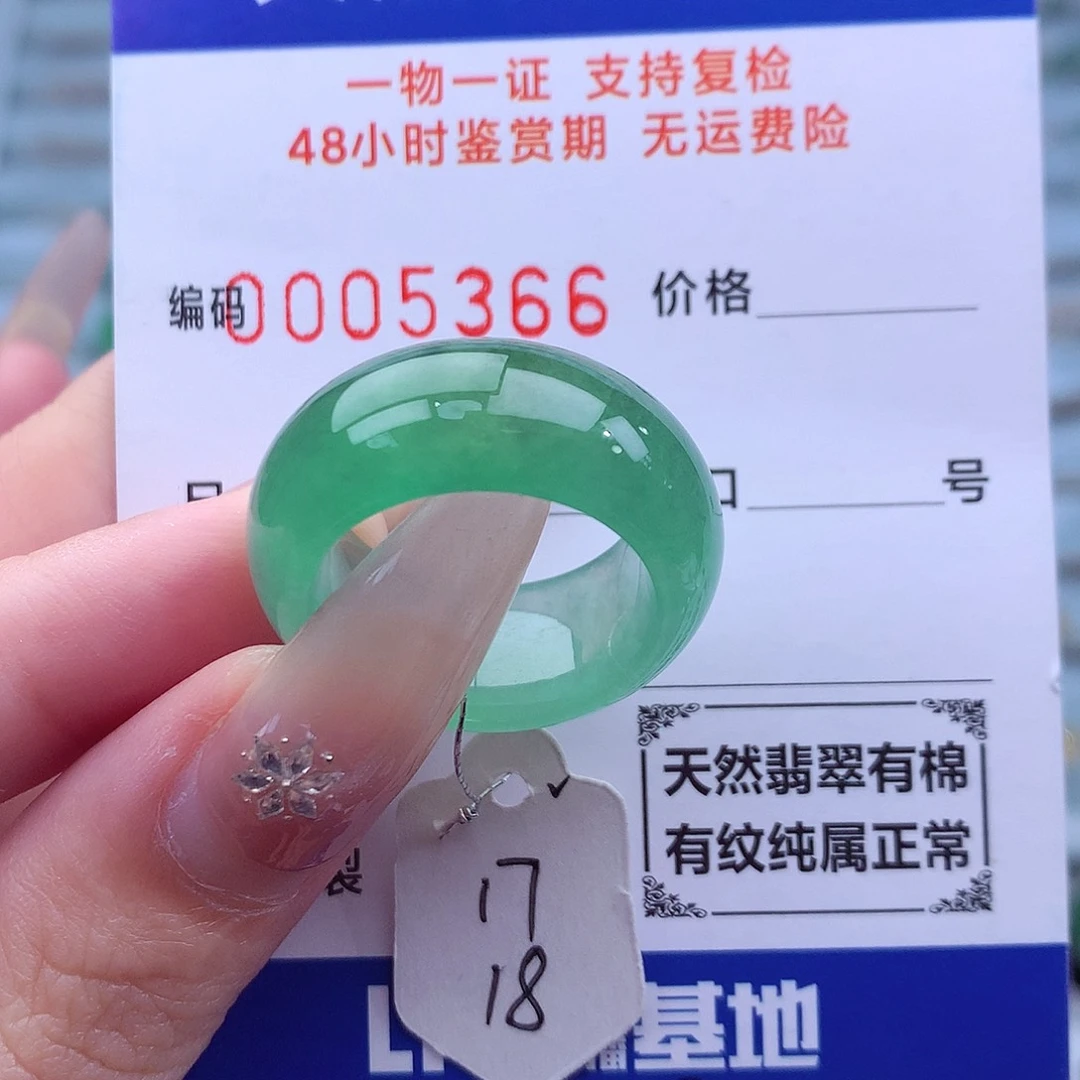 一物一证 支持复检
48小时鉴赏期 无运费险
编码0005366 价格
号
天然翡翠有棉
有纹纯属正常
17
18
基地